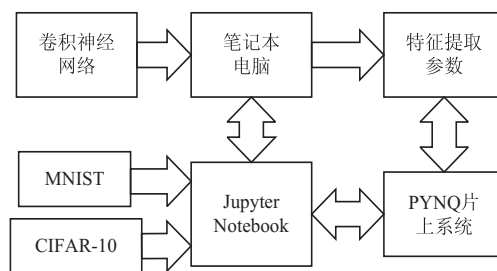 卷积神经
网络
笔记本
电脑
特征提取
参数
MNIST
CIFAR-10
Jupyter
Notebook
PYNQ片
上系统